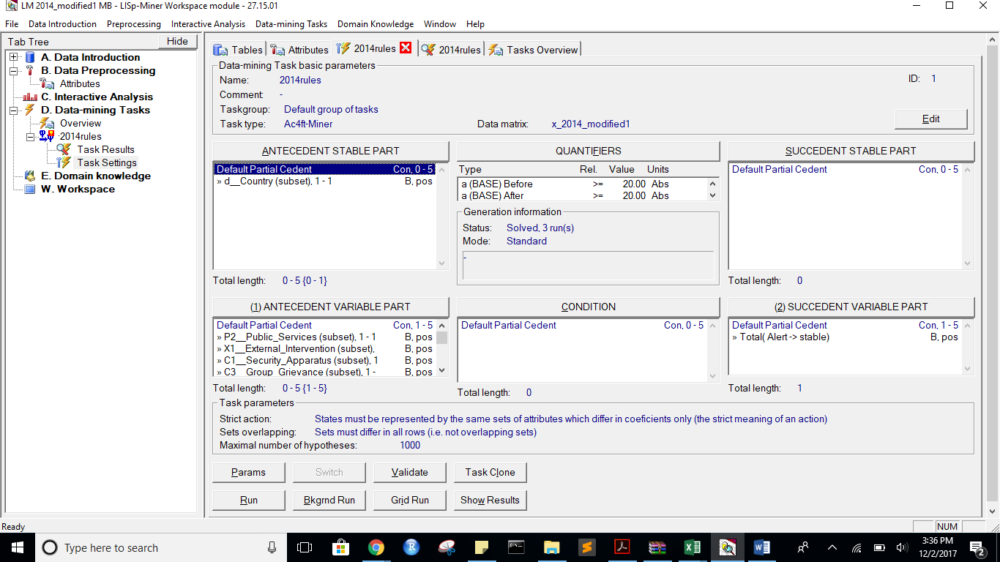 LM 2014_modified1 MB - LISp-Miner Workspace module - 27.15.01
File Data Introduction Preprocessing Interactive Analysis Data-mining Tasks Domain Knowledge Window Help
Tab Tree Hide
A. Data Introduction
B. Data Preprocessing
Attributes
C. Interactive Analysis
D. Data-mining Tasks
Overview
2014rules
Task Results
Task Settings
E. Domain knowledge
W. Workspace
Tables Attributes 2014rules 2014rules Tasks Overview
Data-mining Task basic parameters
Name: 2014rules ID: 1
Comment: -
Taskgroup: Default group of tasks
Task type: Ac4ft-Miner Data matrix: x_2014_modified1
Edit
ANTECEDENT STABLE PART
Default Partial Cedent Con, 0 - 5
» d__Country (subset), 1 - 1 B, pos
Total length: 0 - 5 {0 - 1}
QUANTIFIERS
Type Rel. Value Units
a (BASE) Before >= 20.00 Abs
a (BASE) After >= 20.00 Abs
Generation information
Status: Solved, 3 run(s)
Mode: Standard
-
SUCCEDENT STABLE PART
Default Partial Cedent Con, 0 - 5
Total length: 0
(1) ANTECEDENT VARIABLE PART
Default Partial Cedent Con, 1 - 5
» P2__Public_Services (subset), 1 - 1 B, pos
» X1__External_Intervention (subset), B, pos
» C1__Security_Apparatus (subset), 1 B, pos
» C3__Group_Grievance (subset), 1 - B, pos
Total length: 0 - 5 {1 - 5}
CONDITION
Default Partial Cedent Con, 0 - 5
Total length: 0
(2) SUCCEDENT VARIABLE PART
Default Partial Cedent Con, 1 - 5
» Total( Alert -> stable) B, pos
Total length: 1
Task parameters
Strict action: States must be represented by the same sets of attributes which differ in coeficients only (the strict meaning of an action)
Sets overlapping: Sets must differ in all rows (i.e. not overlapping sets)
Maximal number of hypotheses: 1000
Params Switch Validate Task Clone
Run Bkgrnd Run Grid Run Show Results
Ready NUM
Type here to search
3:36 PM
12/2/2017
2